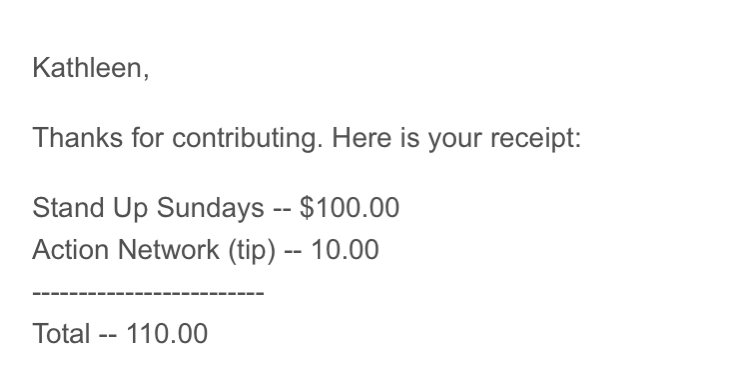 Kathleen,
Thanks for contributing. Here is your receipt:
Stand Up Sundays -- $100.00
Action Network (tip) -- 10.00
-------------------------
Total -- 110.00